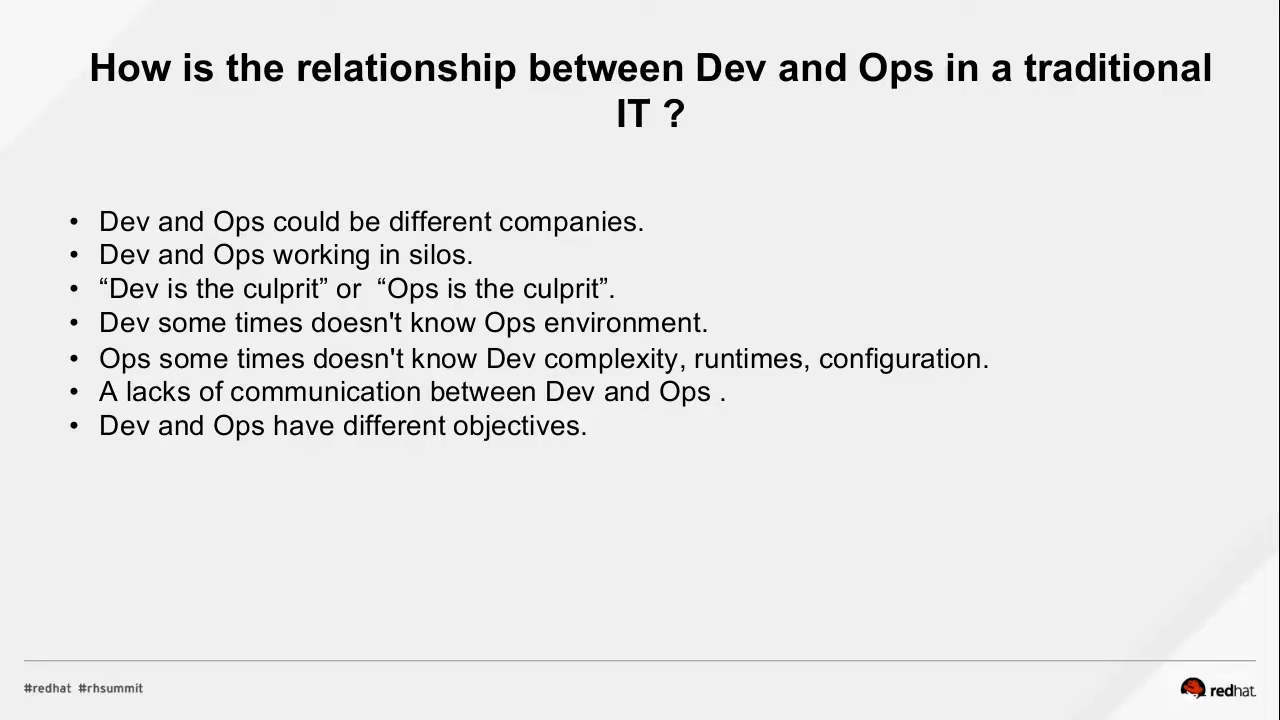 How is the relationship between Dev and Ops in a traditional
IT ?
• Dev and Ops could be different companies.
• Dev and Ops working in silos.
• “Dev is the culprit” or  “Ops is the culprit”.
• Dev some times doesn't know Ops environment.
• Ops some times doesn't know Dev complexity, runtimes, configuration.
• A lacks of communication between Dev and Ops .
• Dev and Ops have different objectives.
#redhat #rhsummit
redhat.